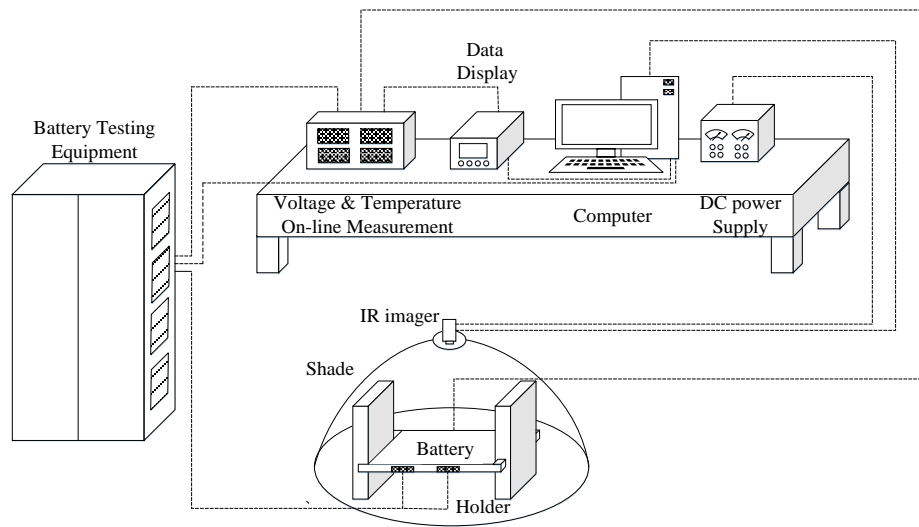 Data
Display
Battery Testing
Equipment
Voltage & Temperature
On-line Measurement
Computer
DC power
Supply
IR imager
Shade
Battery
Holder